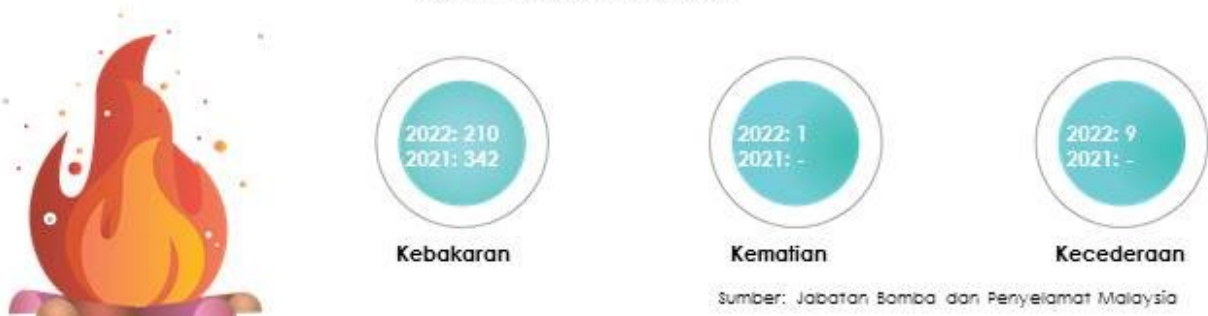 2022: 210
2021: 342
2022: 1
2021: -
2022: 9
2021: -
Kebakaran
Kematian
Kecederaan
Sumber: Jabatan Bomba dan Penyelamat Malaysia